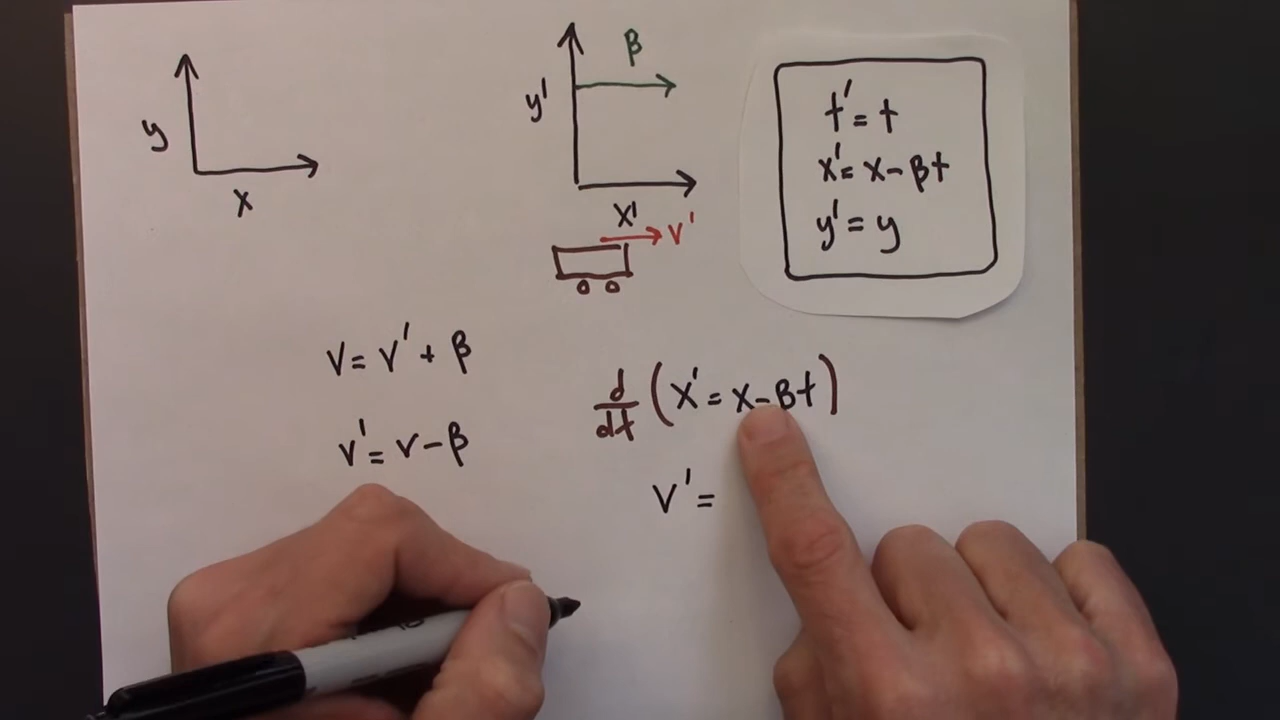 y
x
β
y'
x'
v'
t' = t
x' = x - βt
y' = y
v = v' + β
v' = v - β
d/dt (x' = x - βt)
v' =